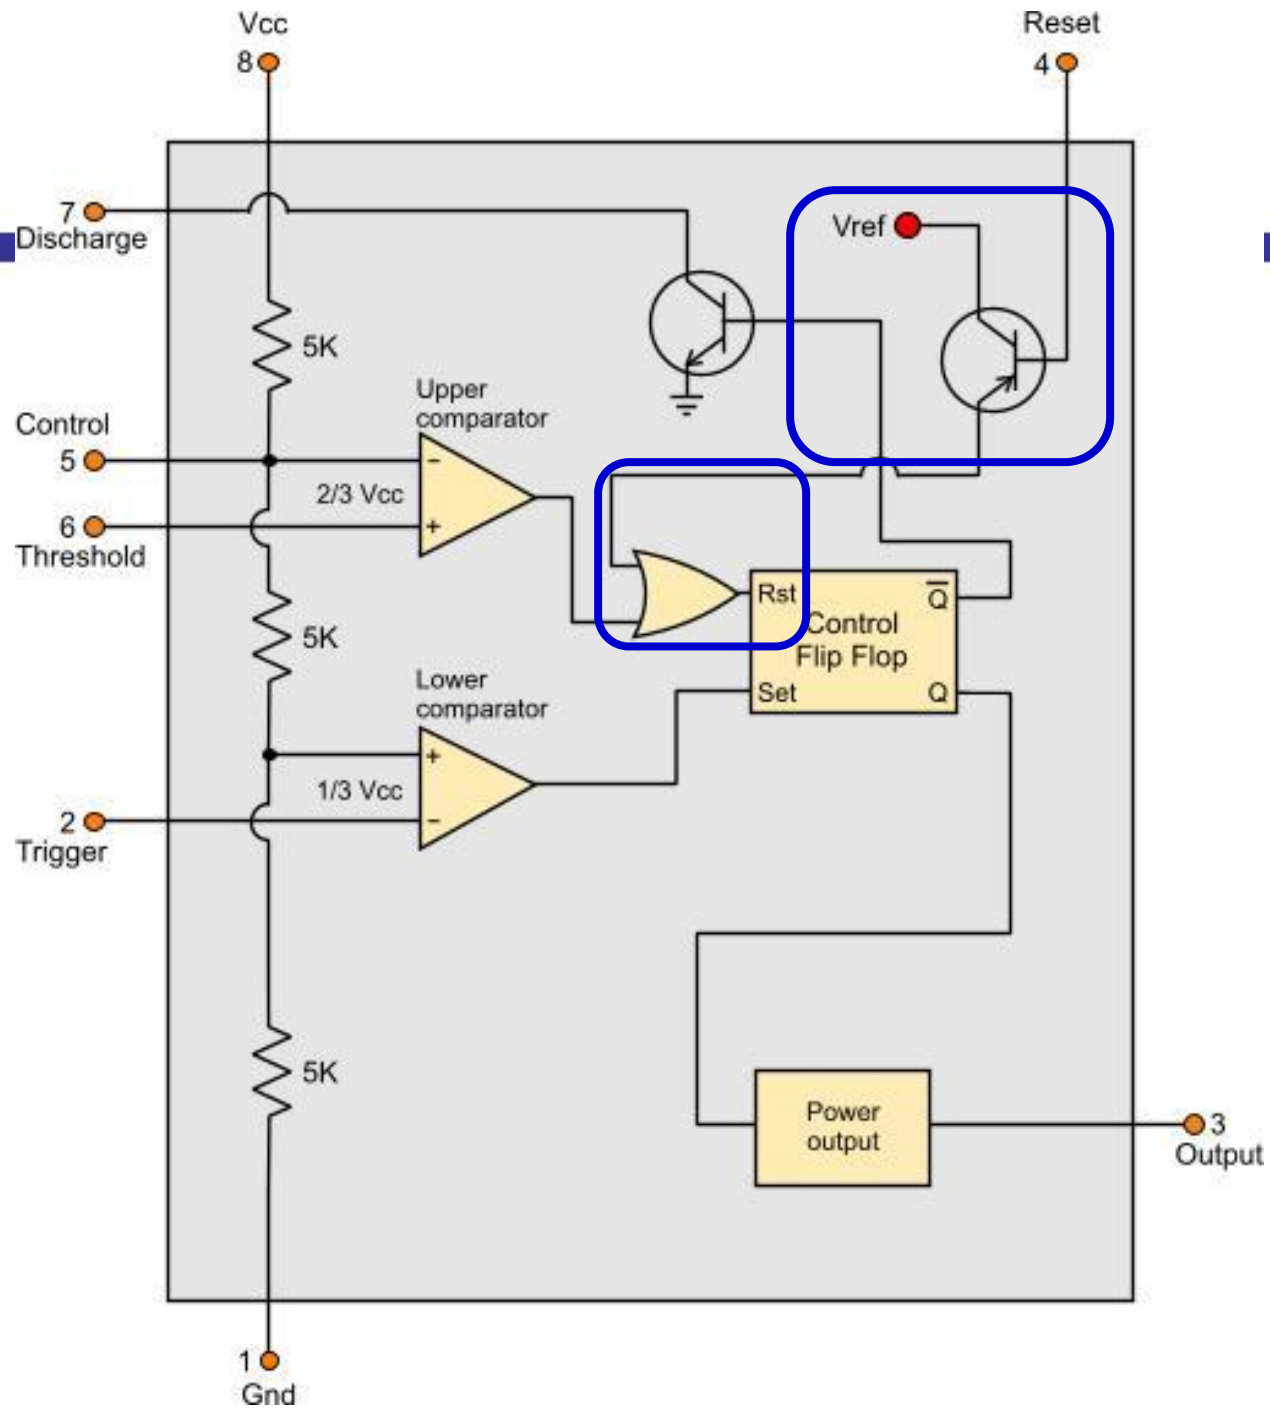 Vcc
8
Reset
4
7
Discharge
Vref
5K
Upper
comparator
Control
5
-
2/3 Vcc
6
+
Threshold
Rst
Q
5K
Control
Flip Flop
Lower
comparator
Set
Q
+
1/3 Vcc
2
-
Trigger
5K
Power
output
3
Output
1
Gnd